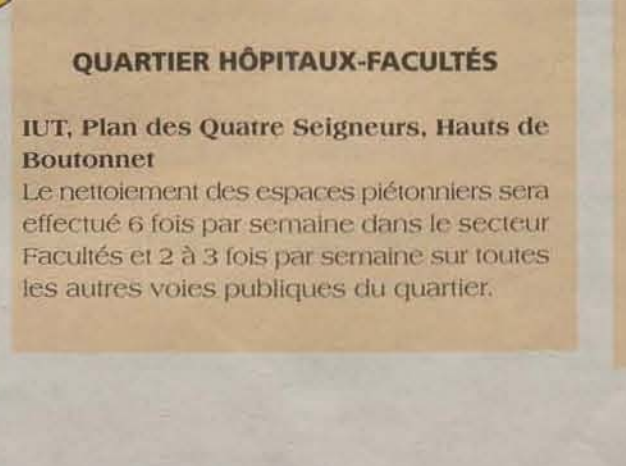 QUARTIER HÔPITAUX-FACULTÉS
IUT, Plan des Quatre Seigneurs, Hauts de
Boutonnet
Le nettoiement des espaces piétonniers sera
effectué 6 fois par semaine dans le secteur
Facultés et 2 à 3 fois par semaine sur toutes
les autres voies publiques du quartier.